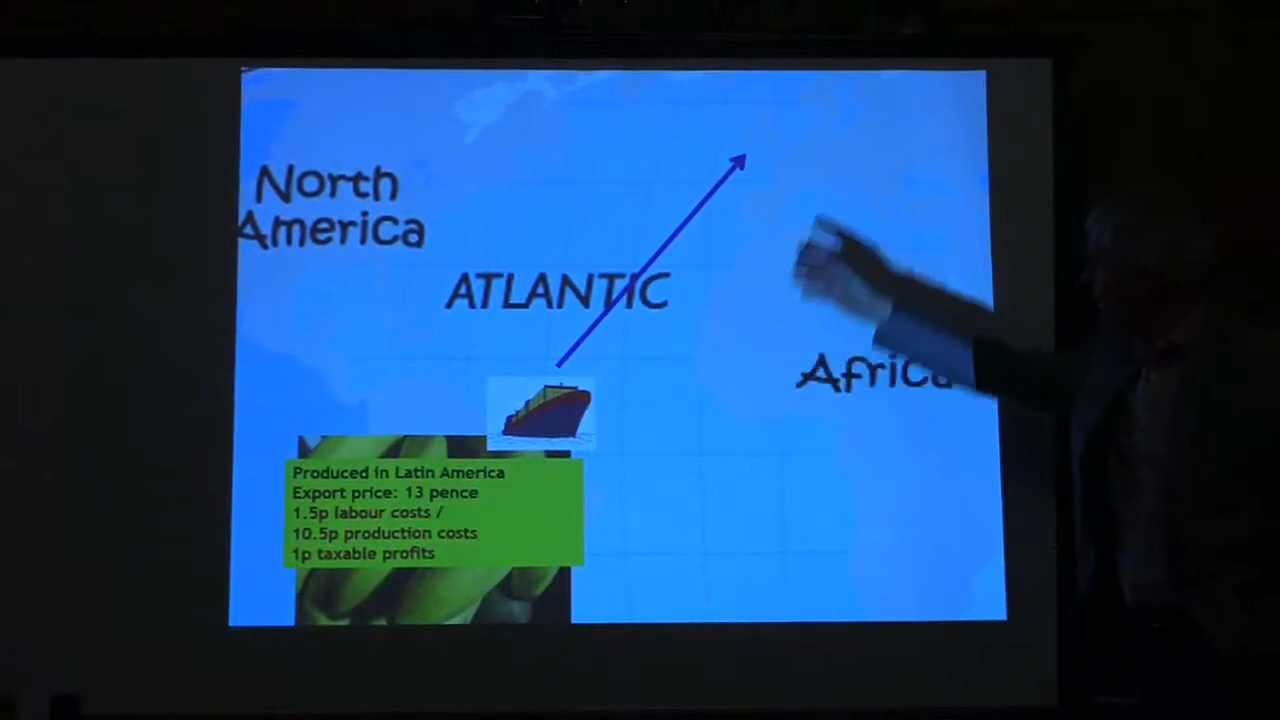 North
America
ATLANTIC
Africa
Produced in Latin America
Export price: 13 pence
1.5p labour costs /
10.5p production costs
1p taxable profits